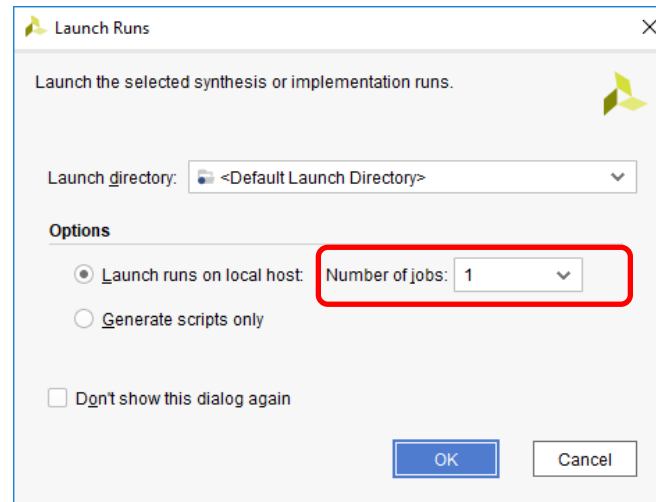 Launch Runs
Launch the selected synthesis or implementation runs.
Launch directory: <Default Launch Directory>
Options
Launch runs on local host: Number of jobs: 1
Generate scripts only
Don't show this dialog again
OK Cancel